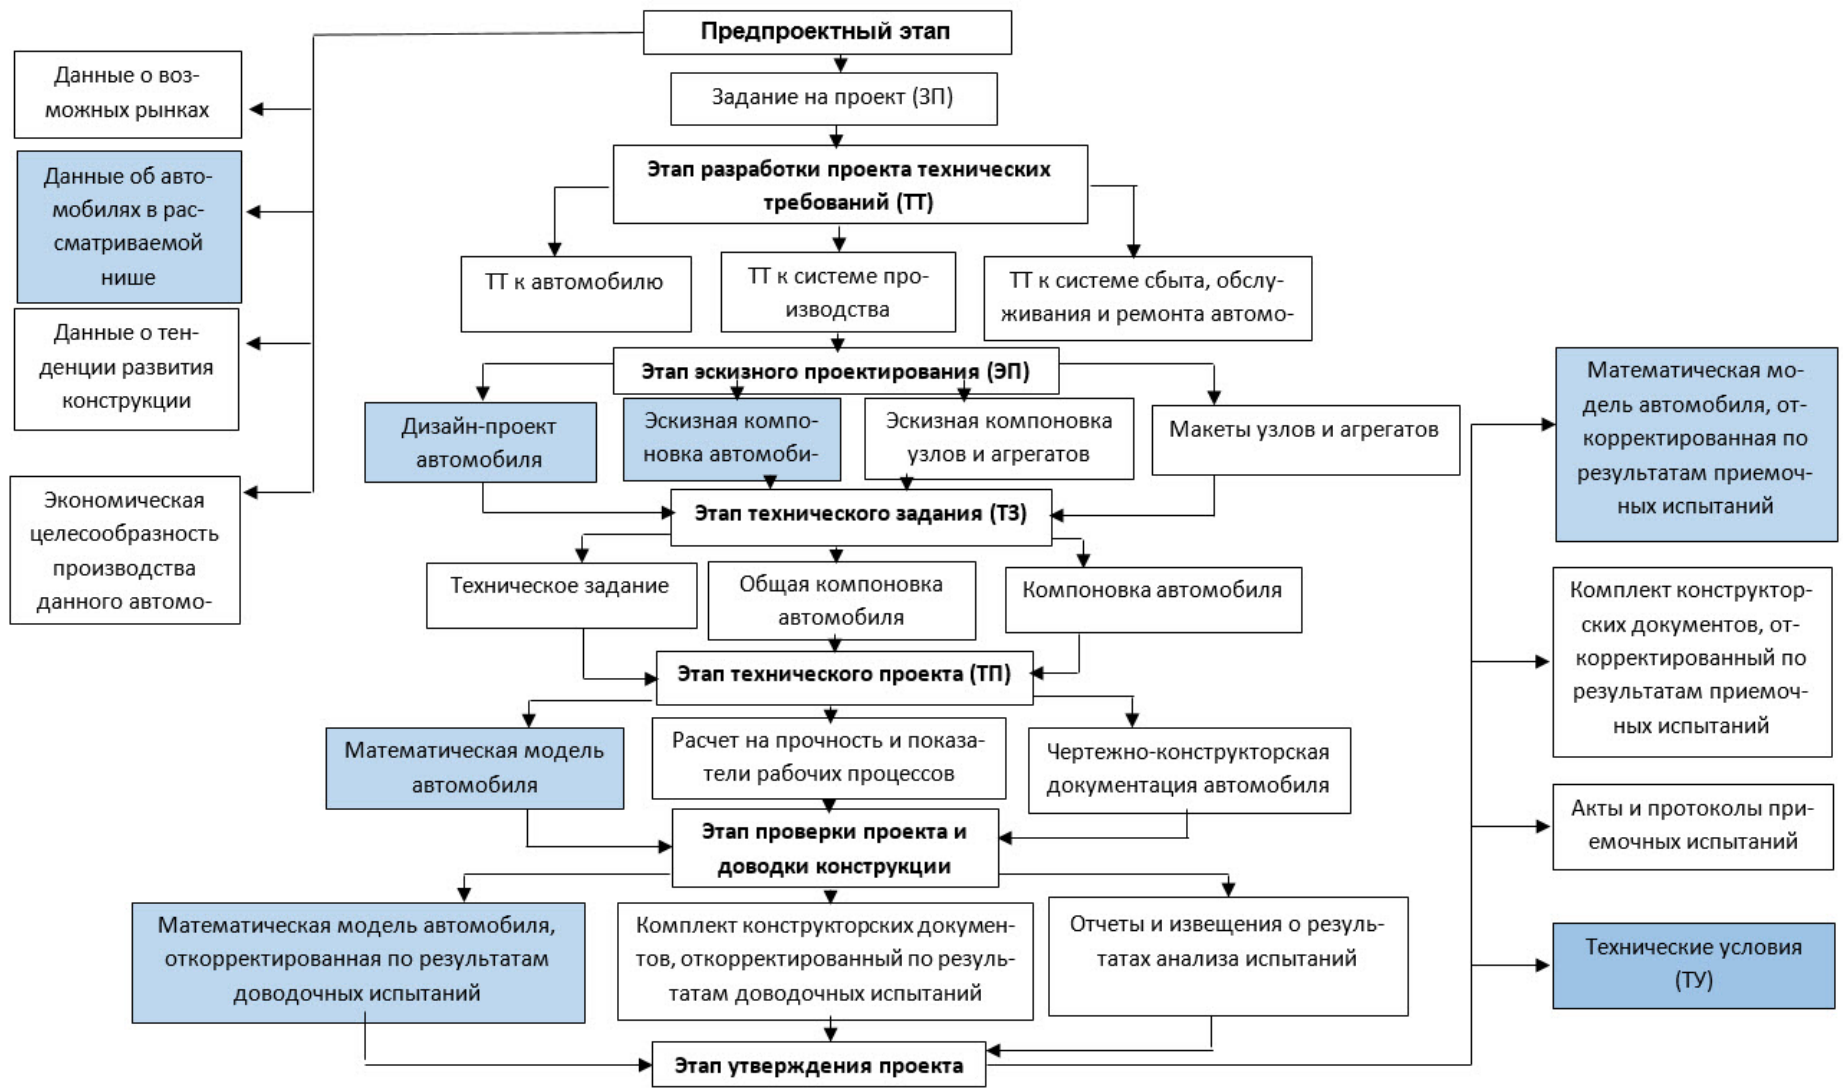 Предпроектный этап
Задание на проект (ЗП)
Этап разработки проекта технических
требований (ТТ)
ТТ к автомобилю
ТТ к системе про-
изводства
ТТ к системе сбыта, обслу-
живания и ремонта автомо-
Данные о воз-
можных рынках
Данные об авто-
мобилях в рас-
сматриваемой
нише
Данные о тен-
денции развития
конструкции
Экономическая
целесообразность
производства
данного автомо-
Этап эскизного проектирования (ЭП)
Дизайн-проект
автомобиля
Эскизная компо-
новка автомоби-
Эскизная компоновка
узлов и агрегатов
Макеты узлов и агрегатов
Этап технического задания (ТЗ)
Техническое задание
Общая компоновка
автомобиля
Компоновка автомобиля
Этап технического проекта (ТП)
Математическая модель
автомобиля
Расчет на прочность и показа-
тели рабочих процессов
Чертежно-конструкторская
документация автомобиля
Этап проверки проекта и
доводки конструкции
Математическая модель автомобиля,
откорректированная по результатам
доводочных испытаний
Комплект конструкторских докумен-
тов, откорректированный по резуль-
татам доводочных испытаний
Отчеты и извещения о резуль-
татах анализа испытаний
Этап утверждения проекта
Математическая мо-
дель автомобиля, от-
корректированная по
результатам приемоч-
ных испытаний
Комплект конструктор-
ских документов, от-
корректированный по
результатам приемоч-
ных испытаний
Акты и протоколы при-
емочных испытаний
Технические условия
(ТУ)